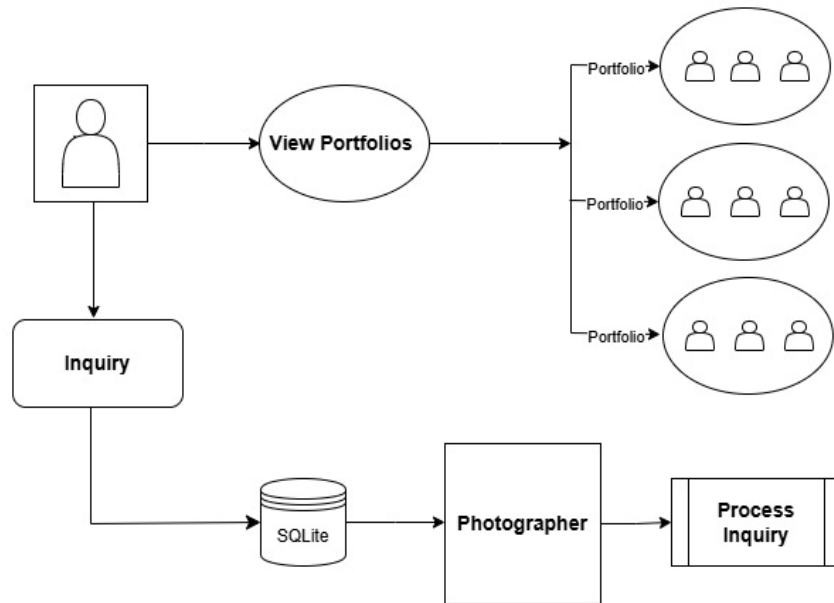 Portfolio
View Portfolios
Portfolio
Portfolio
Inquiry
SQLite
Photographer
Process
Inquiry